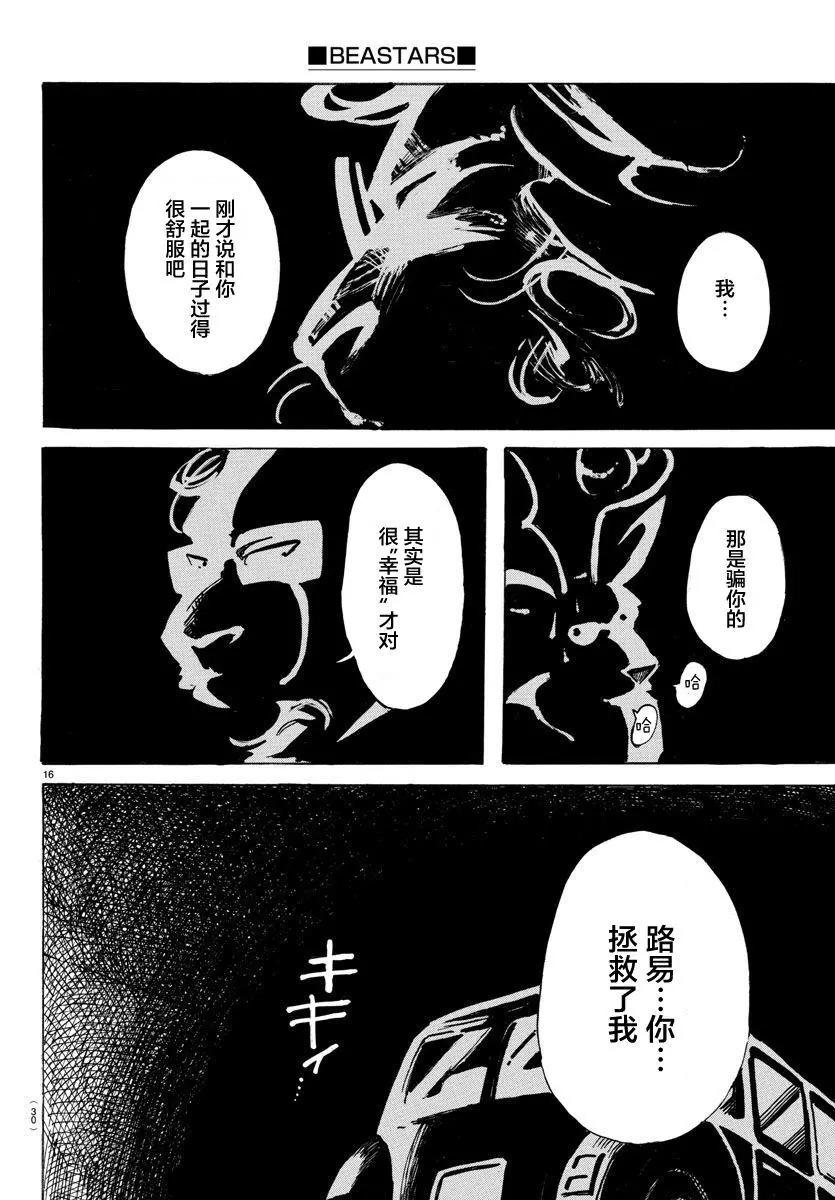 ■BEASTARS■
我…
刚才说和你
一起的日子过得
很舒服吧
那是骗你的
哈
哈
其实是
很“幸福”才对
16
路易…你…
拯救了我
キキィ…
(30)